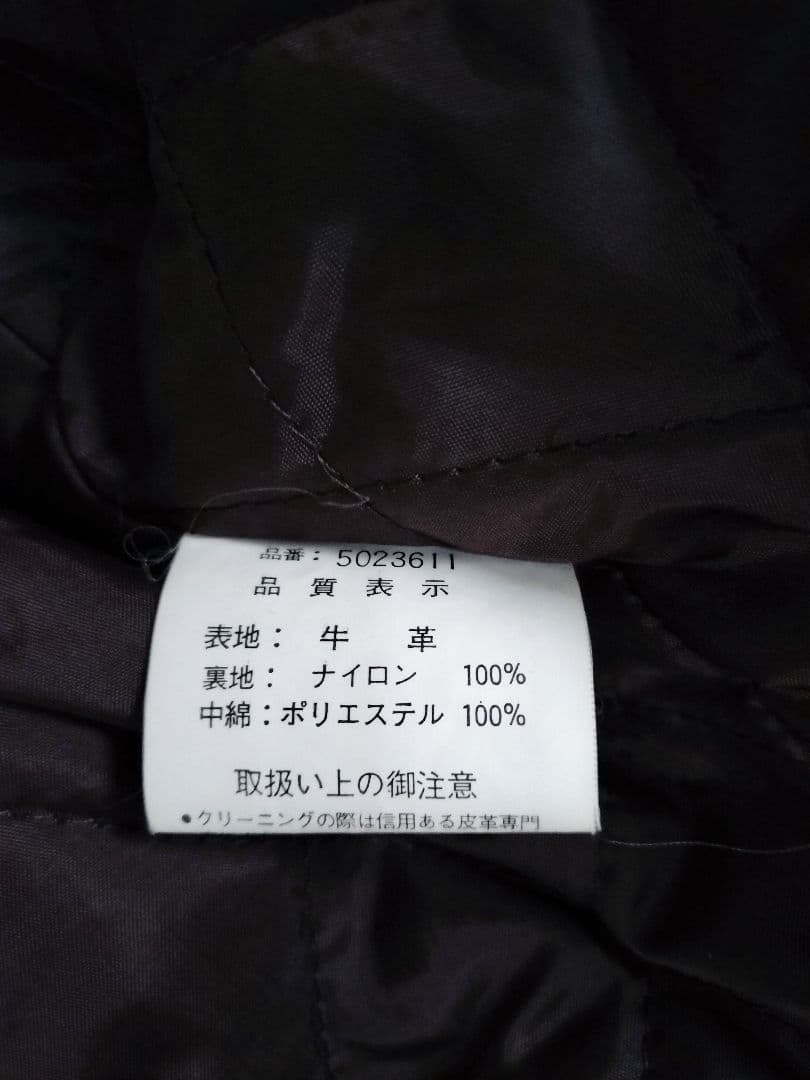 品番: 5023611
品質表示
表地: 牛革
裏地: ナイロン 100%
中綿: ポリエステル 100%
取扱い上の御注意
●クリーニングの際は信用ある皮革専門